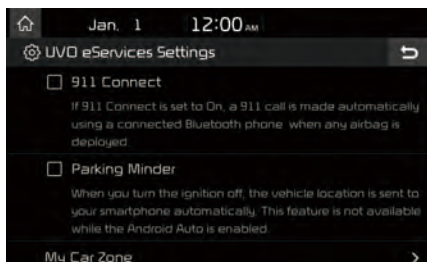 Jan. 1 12:00 AM
UVO eServices Settings
911 Connect
If 911 Connect is set to On, a 911 call is made automatically
using a connected Bluetooth phone when any airbag is
deployed.
Parking Minder
When you turn the ignition off, the vehicle location is sent to
your smartphone automatically. This feature is not available
while the Android Auto is enabled.
My Car Zone